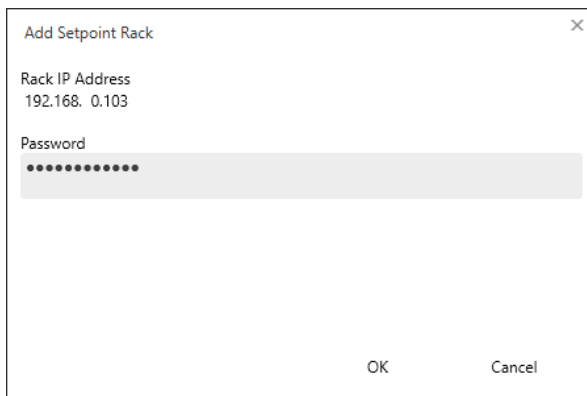 Add Setpoint Rack
Rack IP Address
192.168.  0.103
Password
••••••••••••
OK
Cancel